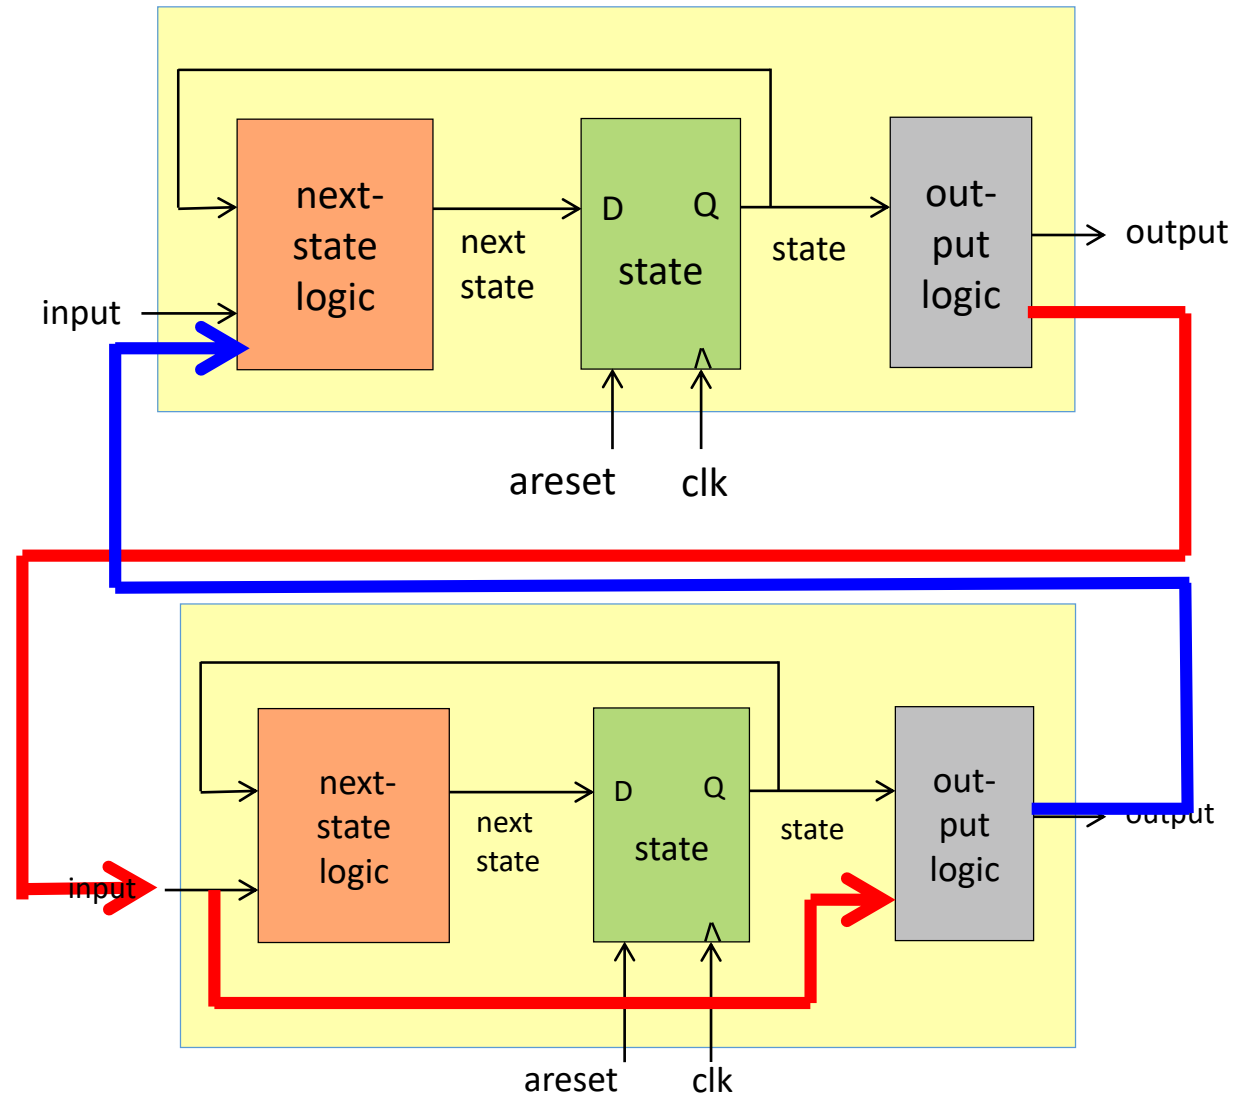 next-
state
logic
next
state
D
Q
state
state
out-
put
logic
output
input
areset
clk
next-
state
logic
next
state
D
Q
state
state
out-
put
logic
output
input
areset
clk